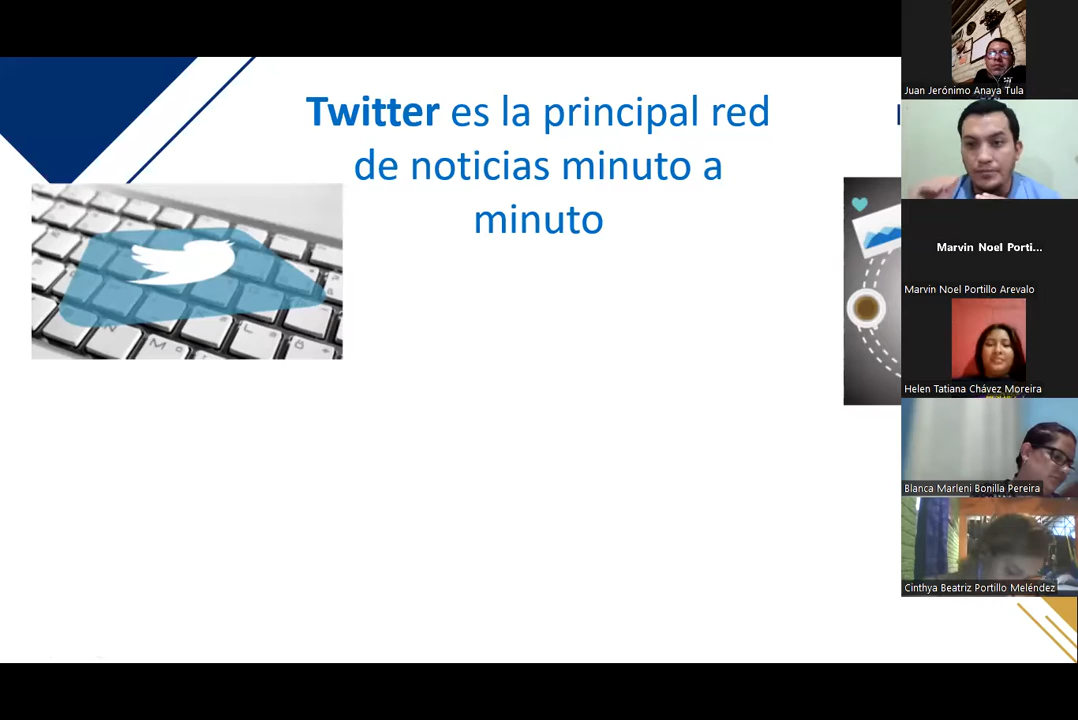 Twitter es la principal red
de noticias minuto a
minuto
Juan Jerónimo Anaya Tula
Marvin Noel Porti...
Marvin Noel Portillo Arevalo
Helen Tatiana Chávez Moreira
Blanca Marleni Bonilla Pereira
Cinthya Beatriz Portillo Meléndez